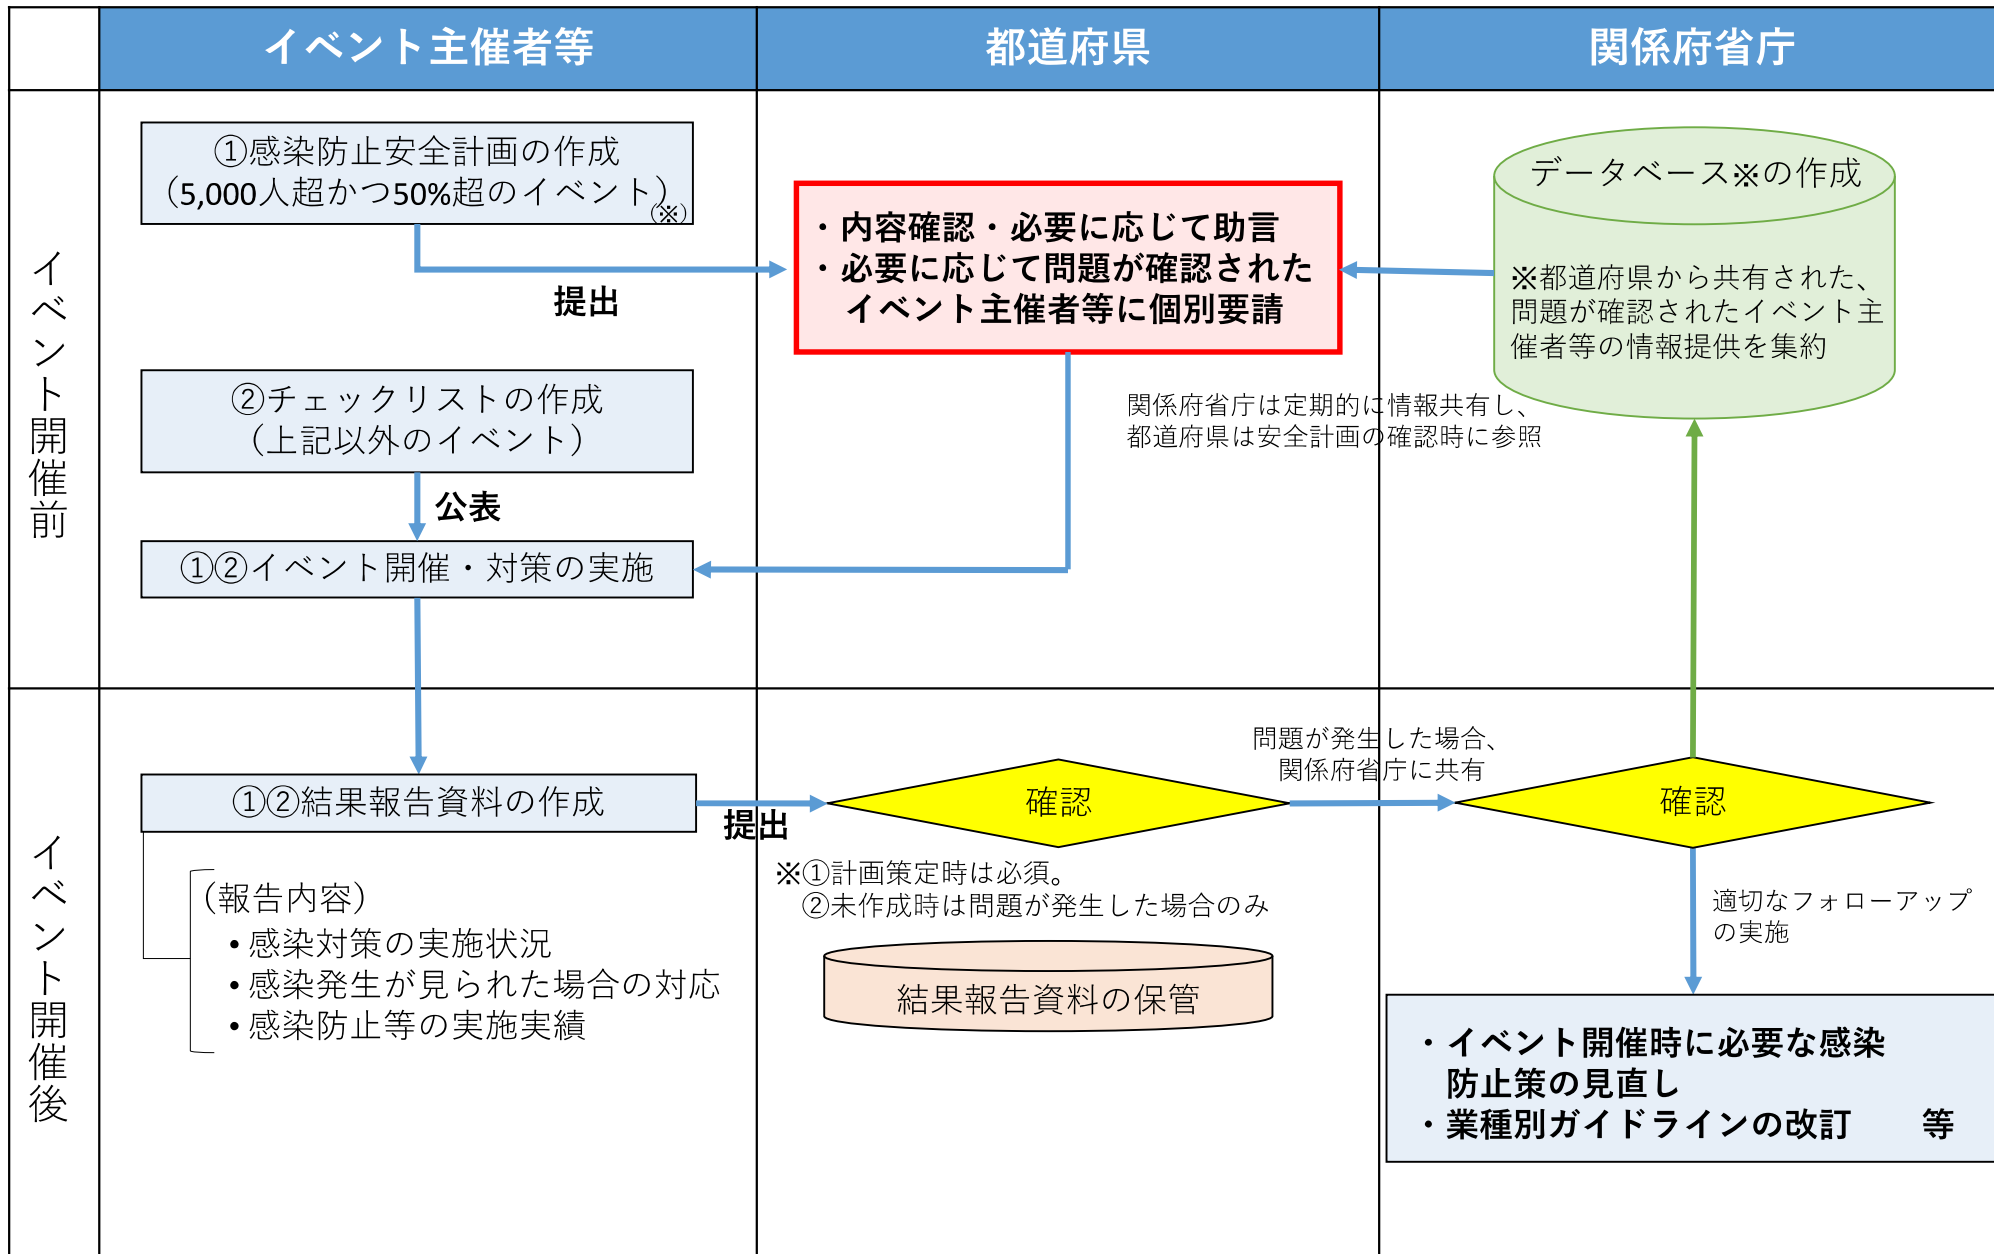 イベント主催者等
都道府県
関係府省庁
イベント開催前
①感染防止安全計画の作成
（5,000人超かつ50%超のイベント）
（※）
提出
・内容確認・必要に応じて助言
・必要に応じて問題が確認された
イベント主催者等に個別要請
データベース※の作成
※都道府県から共有された、
問題が確認されたイベント主
催者等の情報提供を集約
関係府省庁は定期的に情報共有し、
都道府県は安全計画の確認時に参照
②チェックリストの作成
（上記以外のイベント）
公表
①②イベント開催・対策の実施
イベント開催後
①②結果報告資料の作成
提出
（報告内容）
• 感染対策の実施状況
• 感染発生が見られた場合の対応
• 感染防止等の実施実績
確認
問題が発生した場合、
関係府省庁に共有
※①計画策定時は必須。
②未作成時は問題が発生した場合のみ
結果報告資料の保管
確認
適切なフォローアップ
の実施
・イベント開催時に必要な感染
防止策の見直し
・業種別ガイドラインの改訂　　等